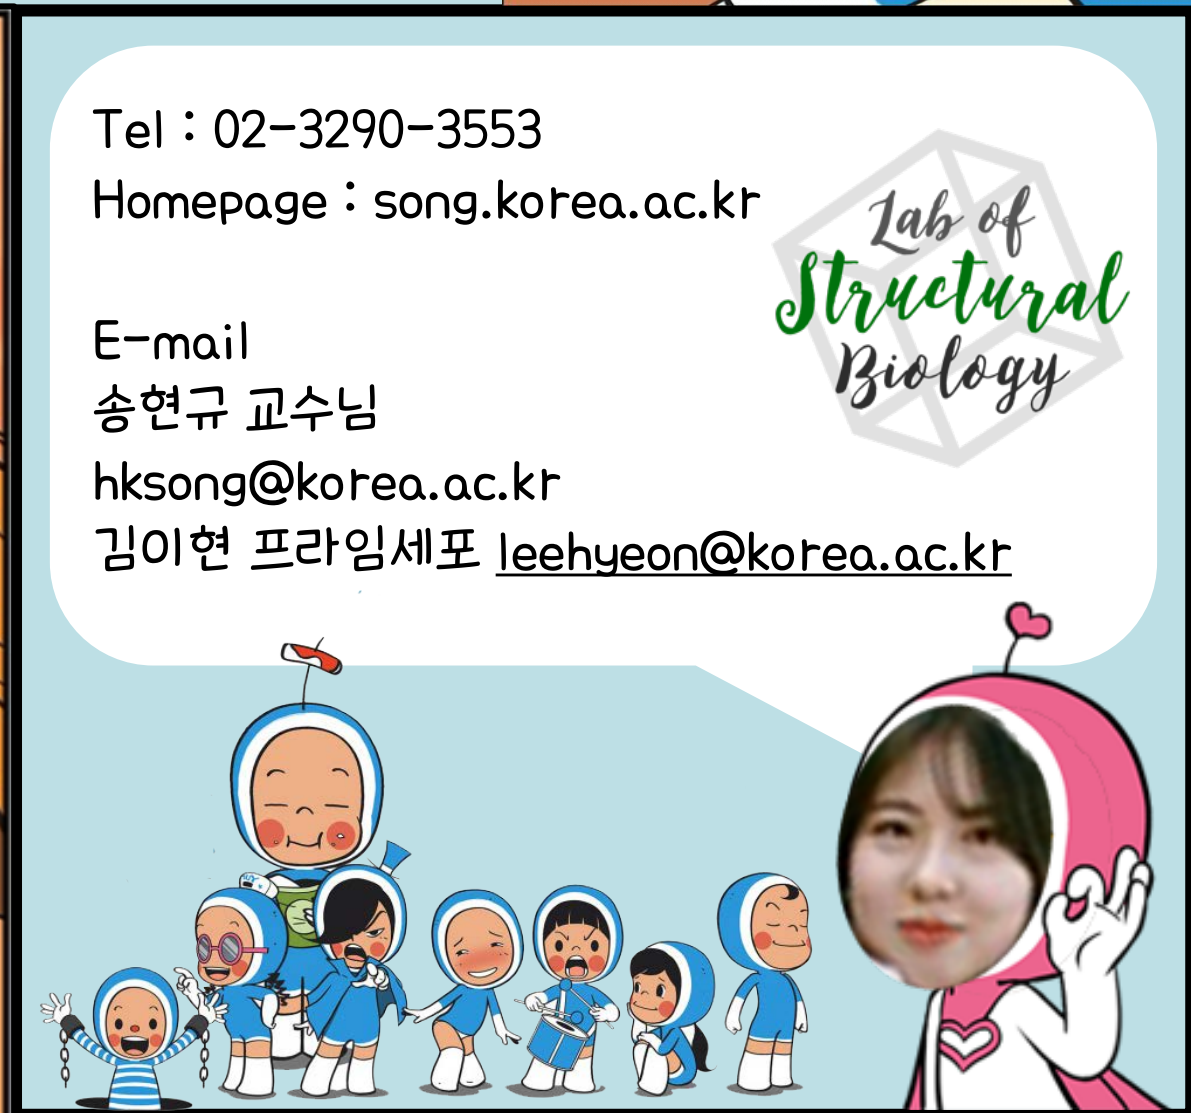 Tel : 02-3290-3553
Homepage : song.korea.ac.kr
Lab of
Structural
Biology
E-mail
송현규 교수님
hksong@korea.ac.kr
김이현 프라임세포 leehyeon@korea.ac.kr